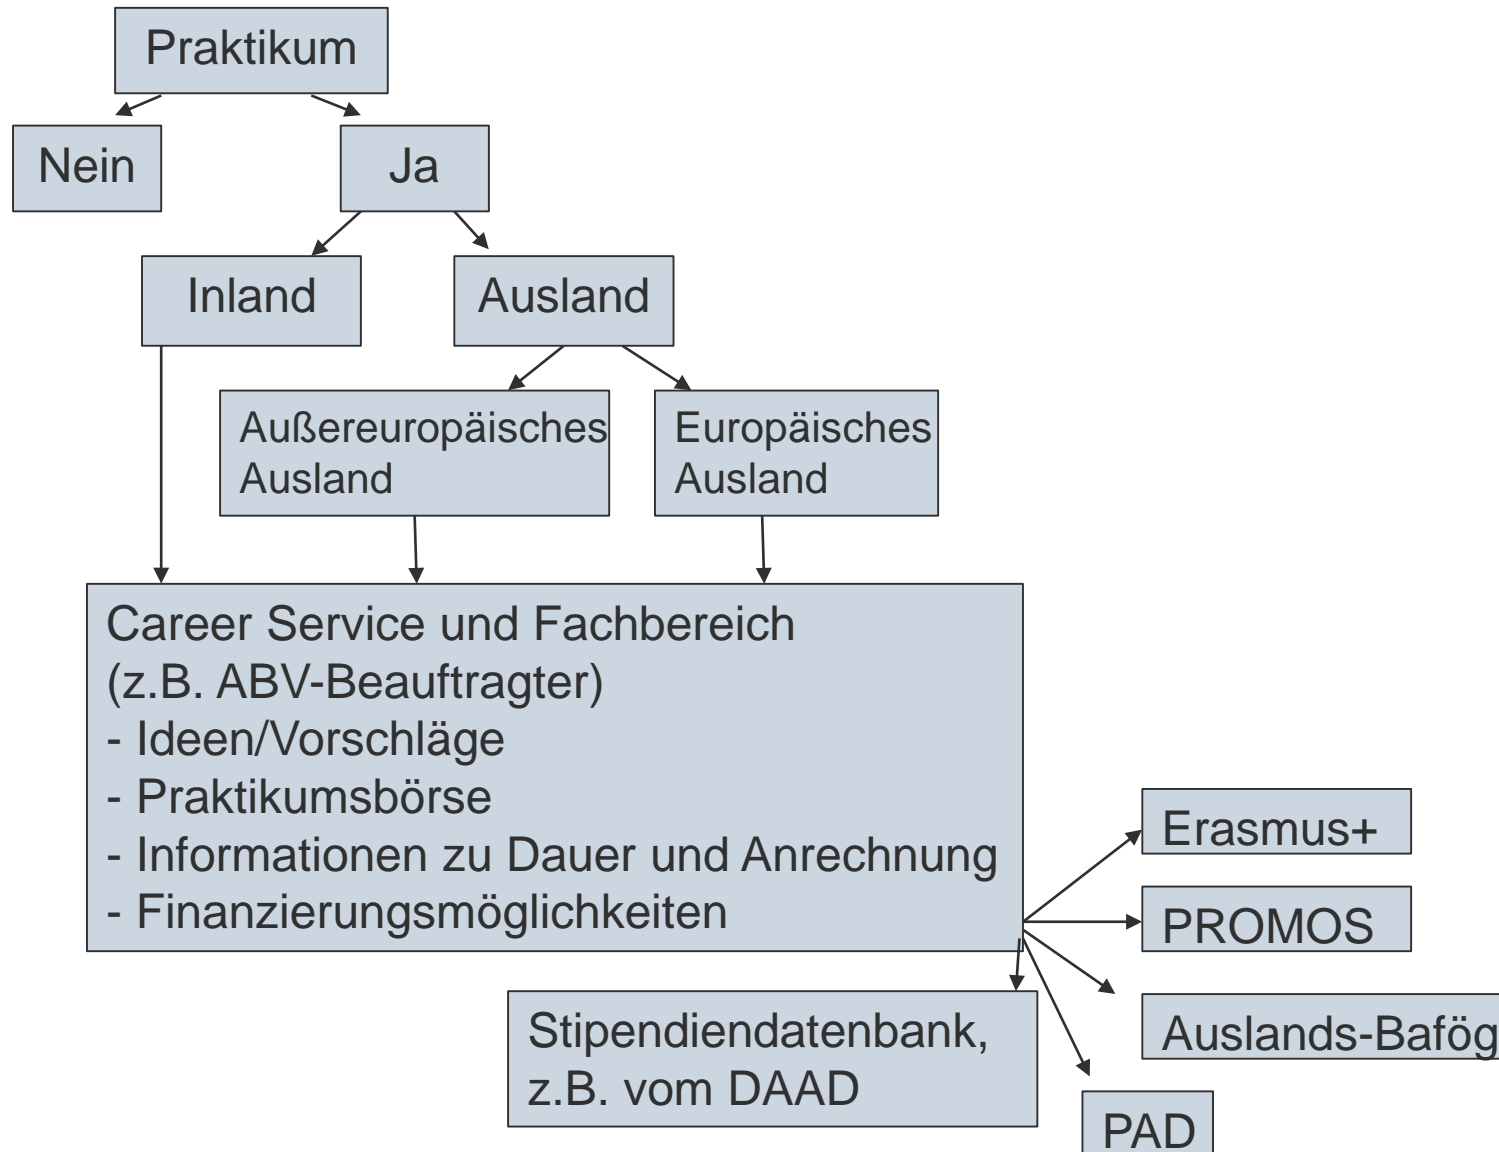 Praktikum
Nein
Ja
Inland
Ausland
Außereuropäisches
Ausland
Europäisches
Ausland
Career Service und Fachbereich
(z.B. ABV-Beauftragter)
- Ideen/Vorschläge
- Praktikumsbörse
- Informationen zu Dauer und Anrechnung
- Finanzierungsmöglichkeiten
Erasmus+
PROMOS
Auslands-Bafög
Stipendiendatenbank,
z.B. vom DAAD
PAD